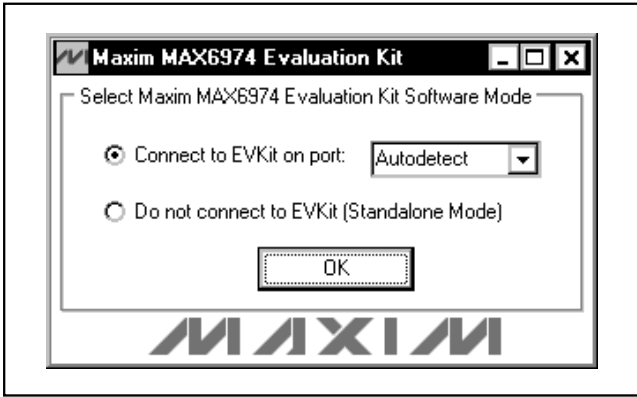 Maxim MAX6974 Evaluation Kit
Select Maxim MAX6974 Evaluation Kit Software Mode
Connect to EVKit on port: Autodetect
Do not connect to EVKit (Standalone Mode)
OK
MAXIM